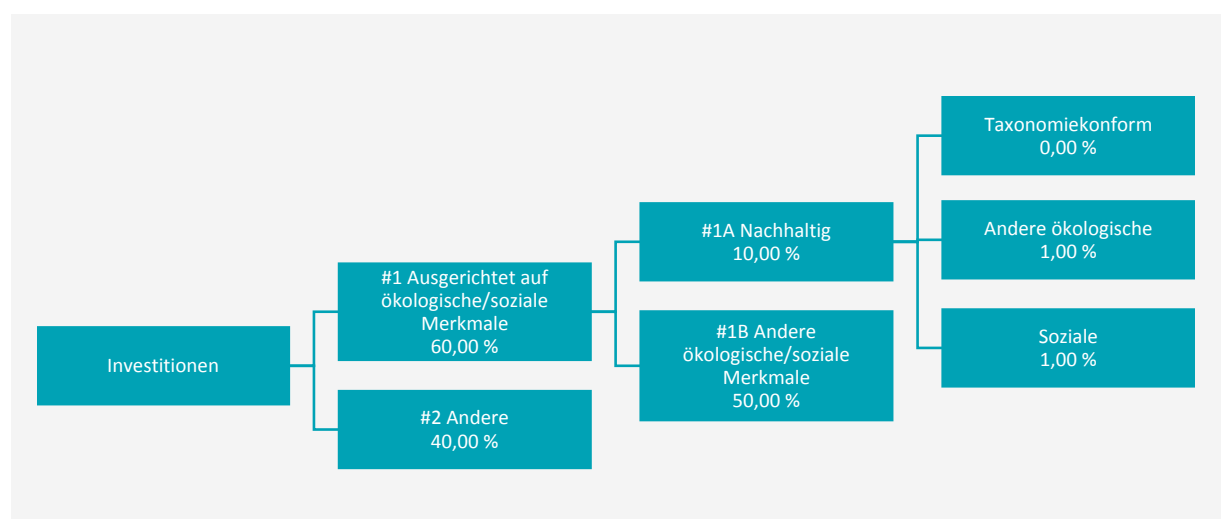 Investitionen
#1 Ausgerichtet auf
ökologische/soziale
Merkmale
60,00 %
#2 Andere
40,00 %
#1A Nachhaltig
10,00 %
#1B Andere
ökologische/soziale
Merkmale
50,00 %
Taxonomiekonform
0,00 %
Andere ökologische
1,00 %
Soziale
1,00 %